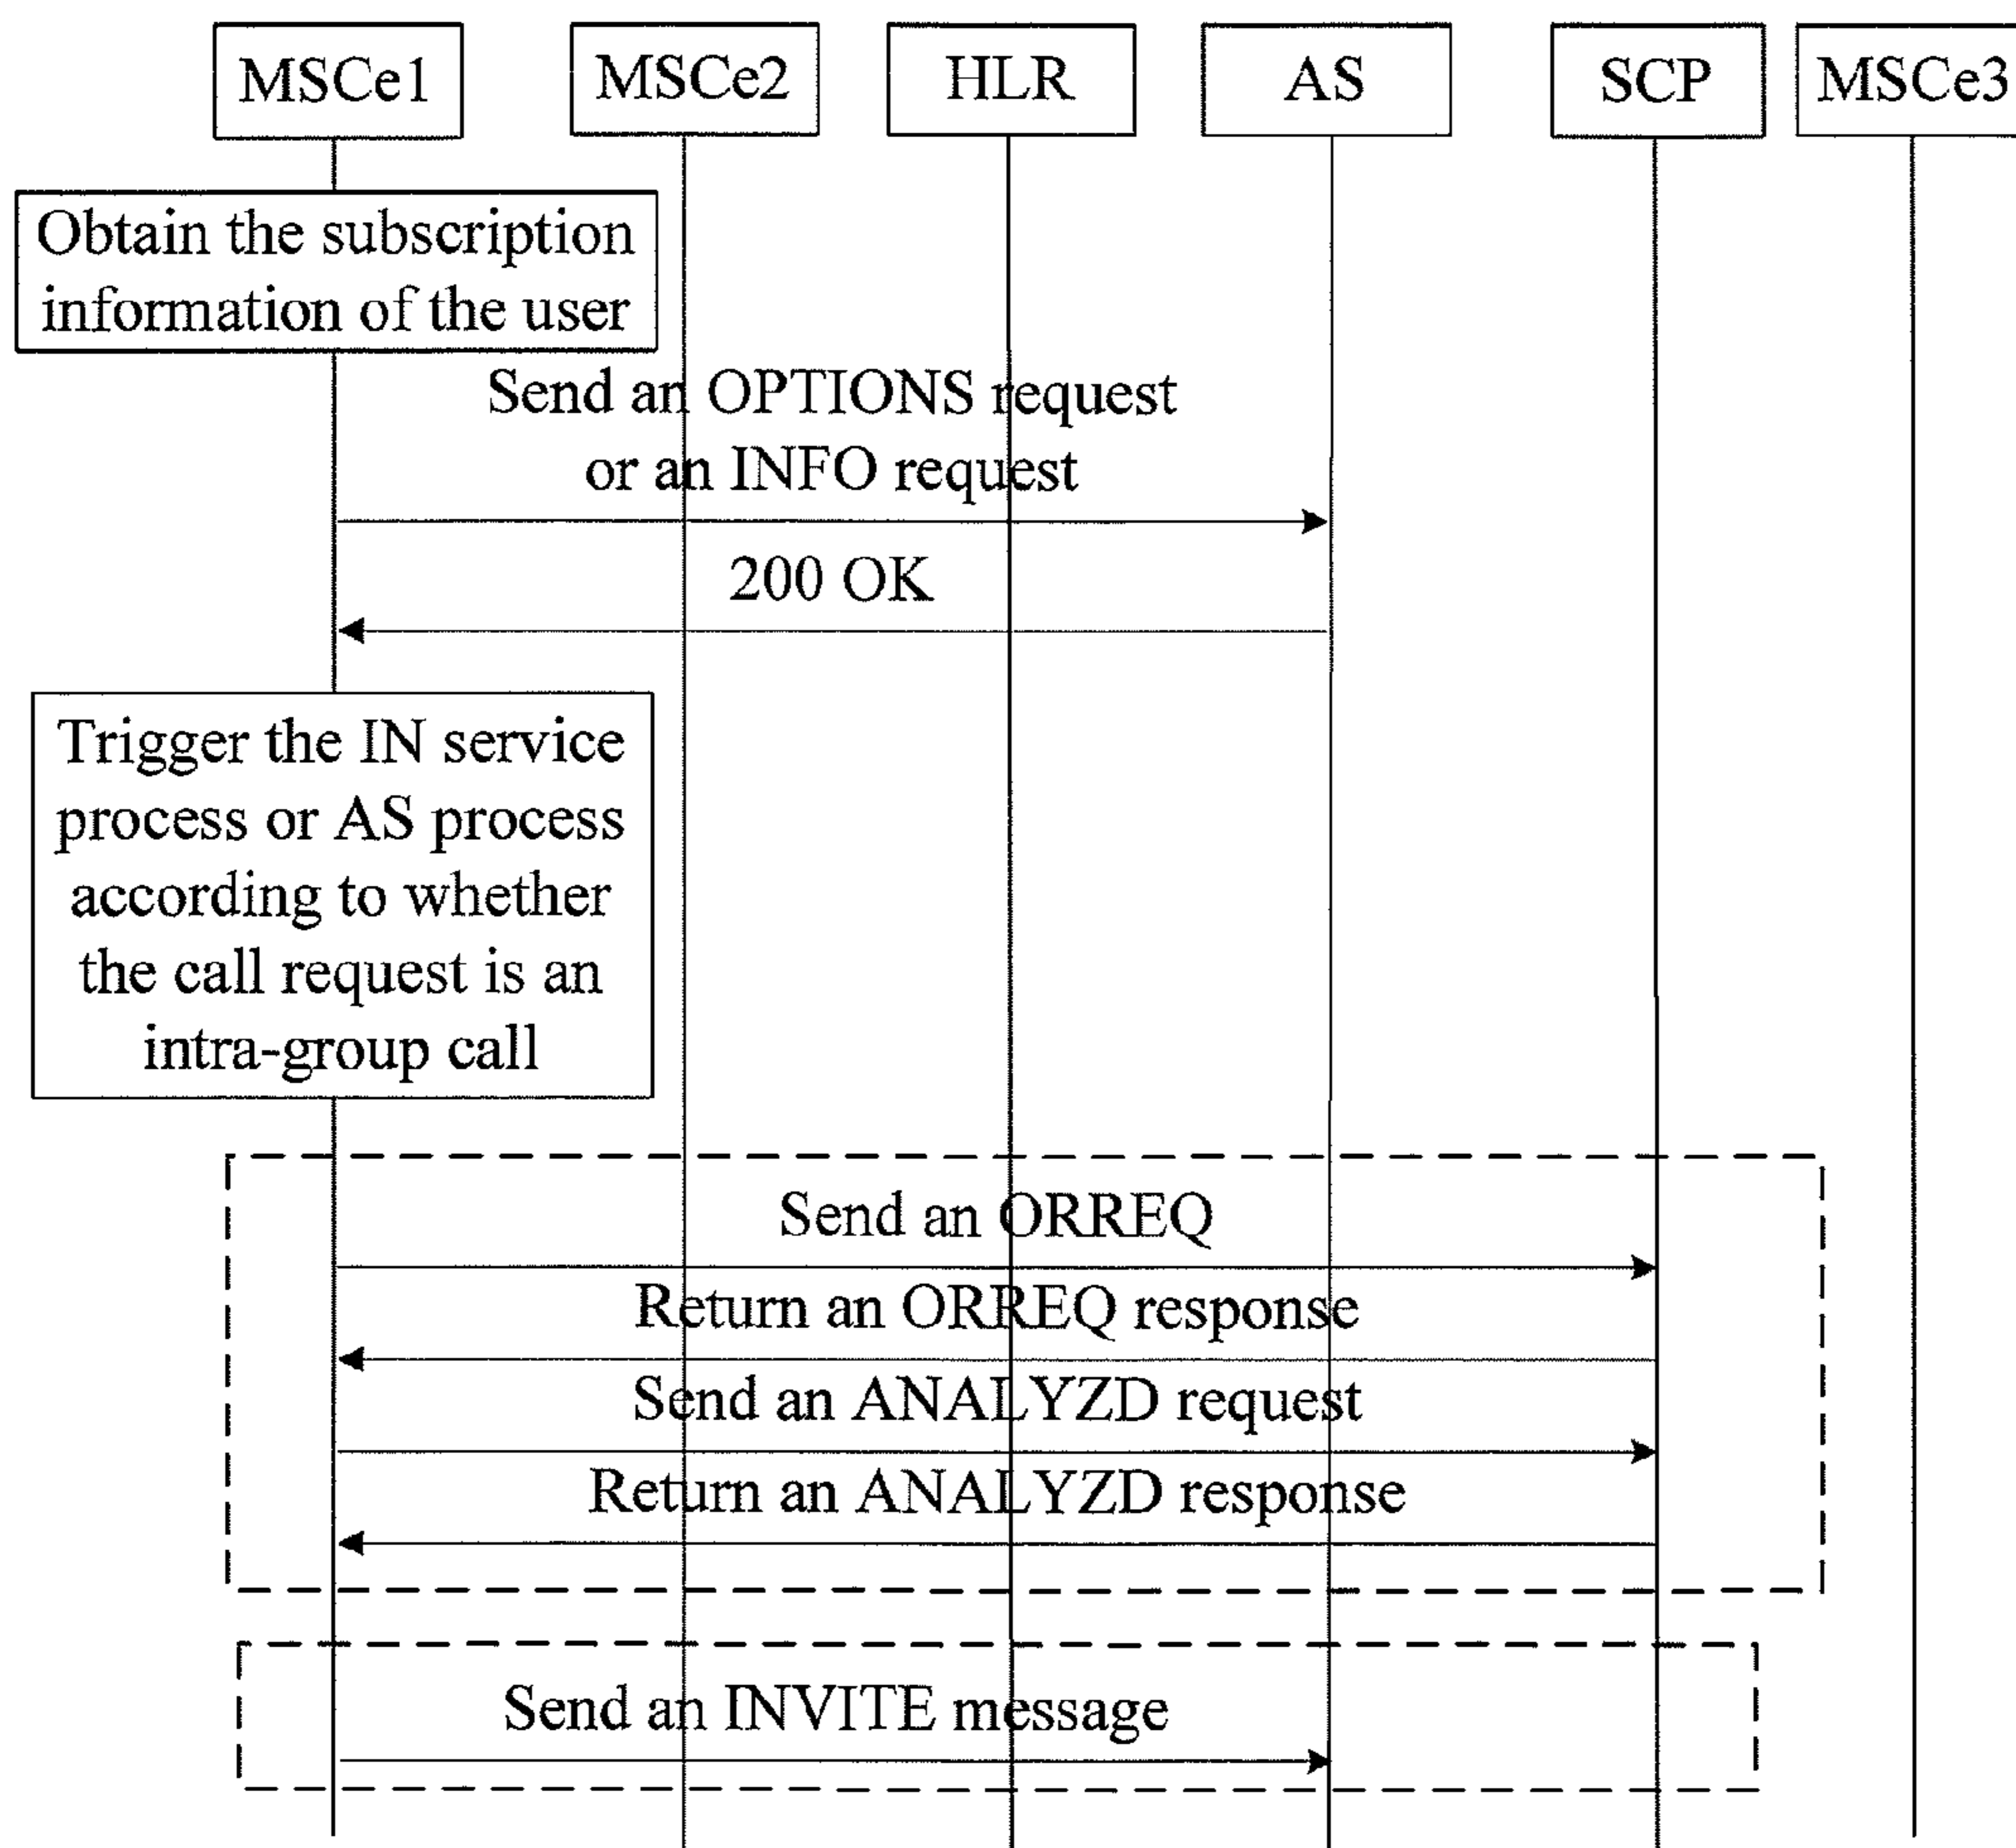 MSCe1 MSCe2 HLR AS SCP MSCe3
Obtain the subscription
information of the user
Send an OPTIONS request
or an INFO request
200 OK
Trigger the IN service
process or AS process
according to whether
the call request is an
intra-group call
Send an ORREQ
Return an ORREQ response
Send an ANALYZD request
Return an ANALYZD response
Send an INVITE message